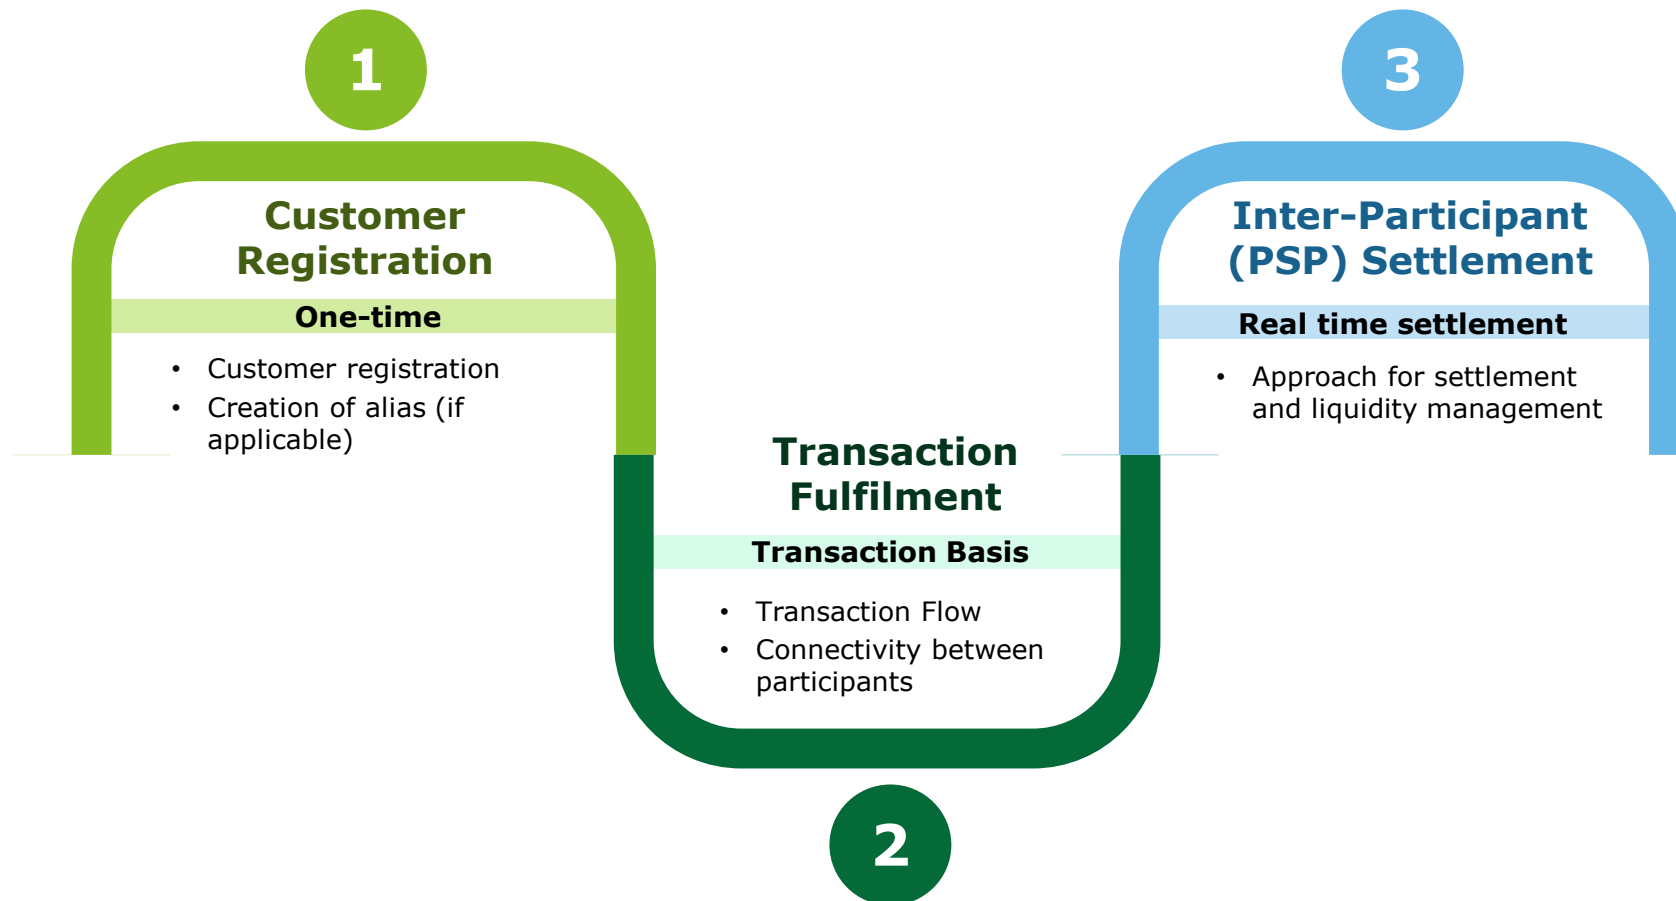 1
Customer
Registration
One-time
• Customer registration
• Creation of alias (if
applicable)
2
Transaction
Fulfilment
Transaction Basis
• Transaction Flow
• Connectivity between
participants
3
Inter-Participant
(PSP) Settlement
Real time settlement
• Approach for settlement
and liquidity management